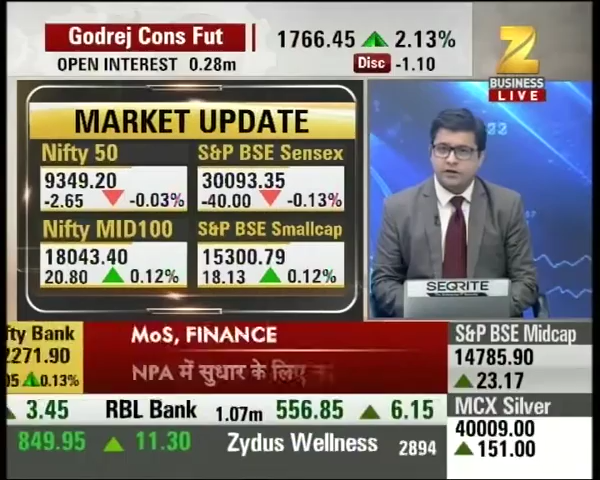 Godrej Cons Fut
1766.45 2.13%
OPEN INTEREST 0.28m
Disc -1.10
Z
BUSINESS
LIVE
MARKET UPDATE
Nifty 50
9349.20
-2.65 -0.03%
S&P BSE Sensex
30093.35
-40.00 -0.13%
Nifty MID100
18043.40
20.80 0.12%
S&P BSE Smallcap
15300.79
18.13 0.12%
SEQRITE
fty Bank
2271.90
05 0.13%
MoS, FINANCE
NPA में सुधार के लिए
S&P BSE Midcap
14785.90
23.17
3.45 RBL Bank 1.07m 556.85 6.15
849.95 11.30 Zydus Wellness 2894
MCX Silver
40009.00
151.00